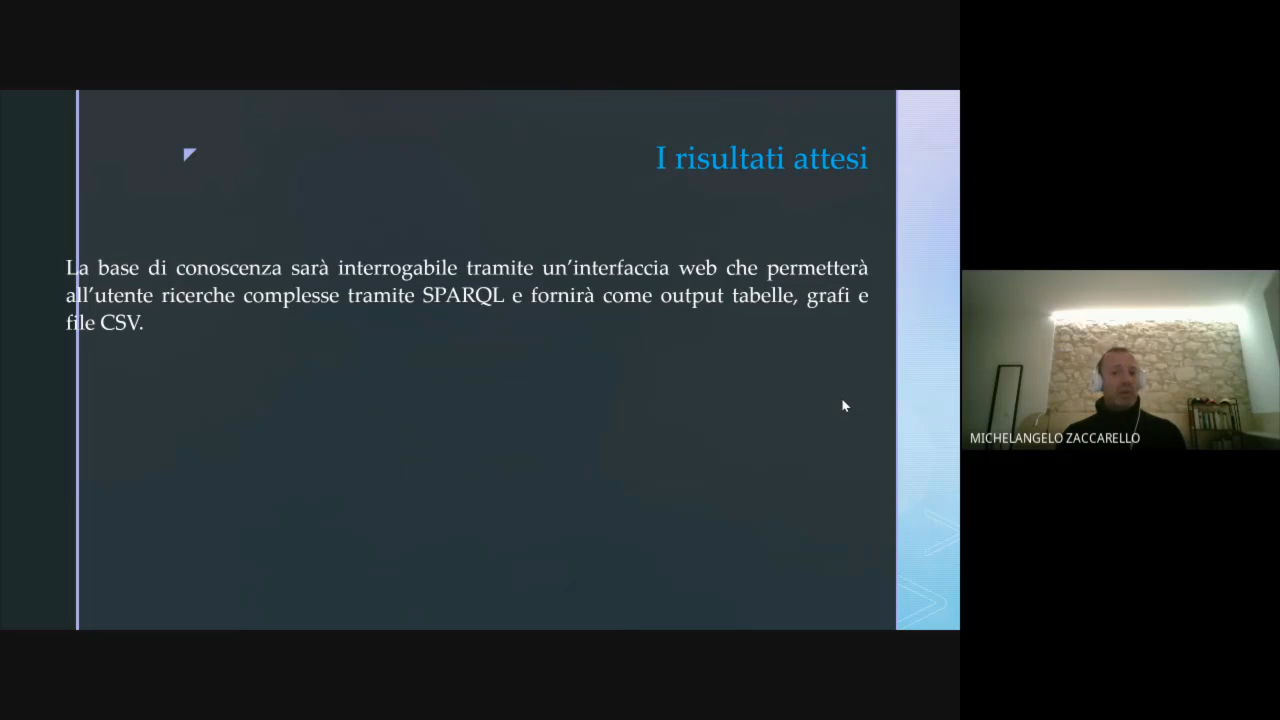 I risultati attesi
La base di conoscenza sarà interrogabile tramite un'interfaccia web che permetterà
all'utente ricerche complesse tramite SPARQL e fornirà come output tabelle, grafi e
file CSV.
MICHELANGELO ZACCARELLO